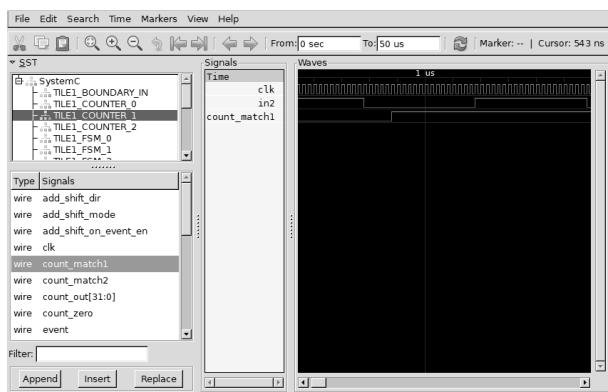 File Edit Search Time Markers View Help
From: 0 sec To: 50 us Marker: -- | Cursor: 543 ns
SST
SystemC
TILE1_BOUNDARY_IN
TILE1_COUNTER_0
TILE1_COUNTER_1
TILE1_COUNTER_2
TILE1_FSM_0
TILE1_FSM_1
Type Signals
wire add_shift_dir
wire add_shift_mode
wire add_shift_on_event_en
wire clk
wire count_match1
wire count_match2
wire count_out[31:0]
wire count_zero
wire event
Filter:
Append Insert Replace
Signals
Time
clk
in2
count_match1
Waves
1 us